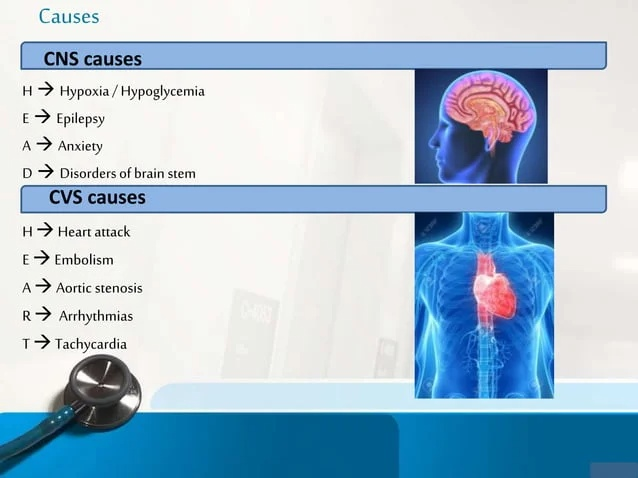 Causes
CNS causes
H → Hypoxia / Hypoglycemia
E → Epilepsy
A → Anxiety
D → Disorders of brain stem
CVS causes
H → Heart attack
E → Embolism
A → Aortic stenosis
R → Arrhythmias
T → Tachycardia